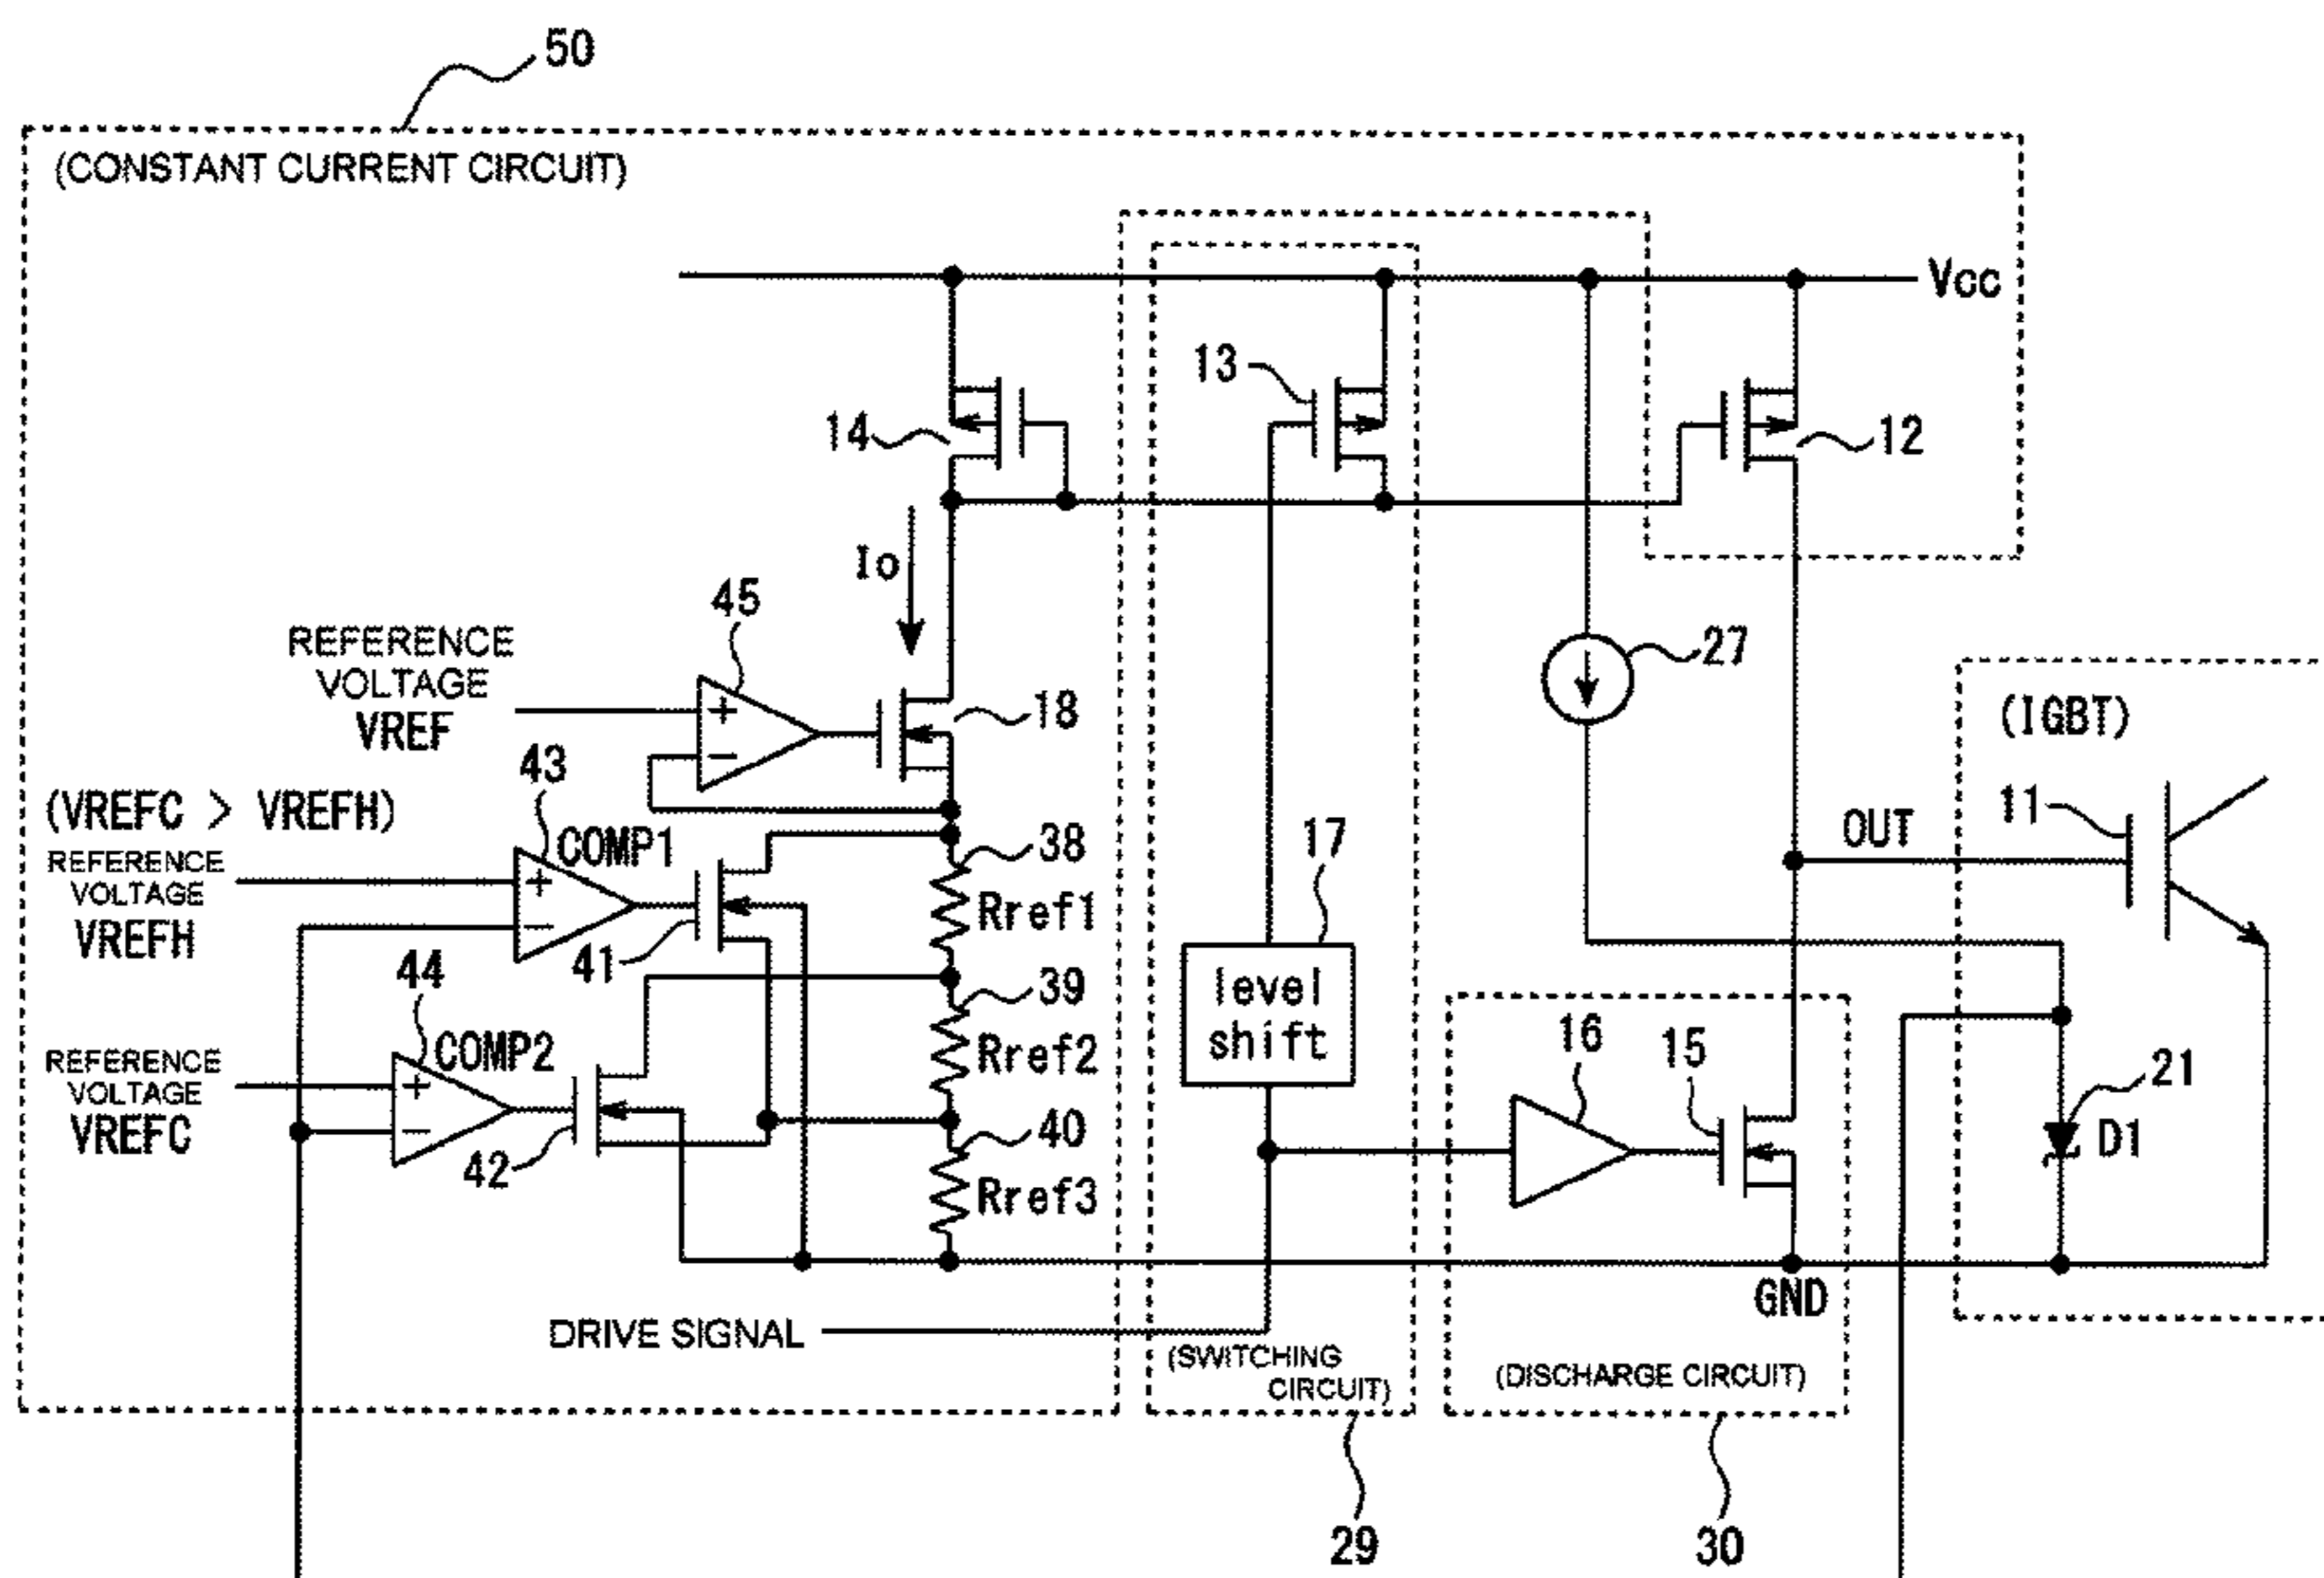 50
(CONSTANT CURRENT CIRCUIT)
Vcc
13
14
12
Io
45
27
REFERENCE
VOLTAGE
VREF
18
(IGBT)
43
(VREFC > VREFH)
11
OUT
COMP1
38
17
REFERENCE
VOLTAGE
VREFH
Rref1
41
44
39
level
shift
COMP2
16
15
REFERENCE
VOLTAGE
VREFC
Rref2
21
42
40
D1
Rref3
GND
DRIVE SIGNAL
(SWITCHING
CIRCUIT)
(DISCHARGE CIRCUIT)
29
30